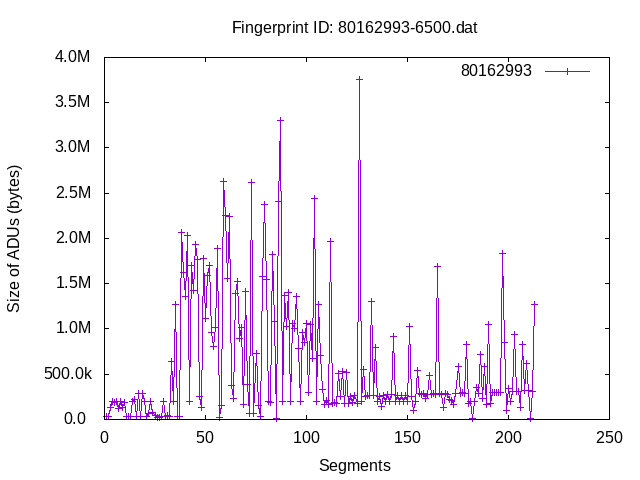 Fingerprint ID: 80162993-6500.dat
80162993
4.0M
3.5M
3.0M
2.5M
2.0M
1.5M
1.0M
500.0k
0.0
Size of ADUs (bytes)
0 50 100 150 200 250
Segments